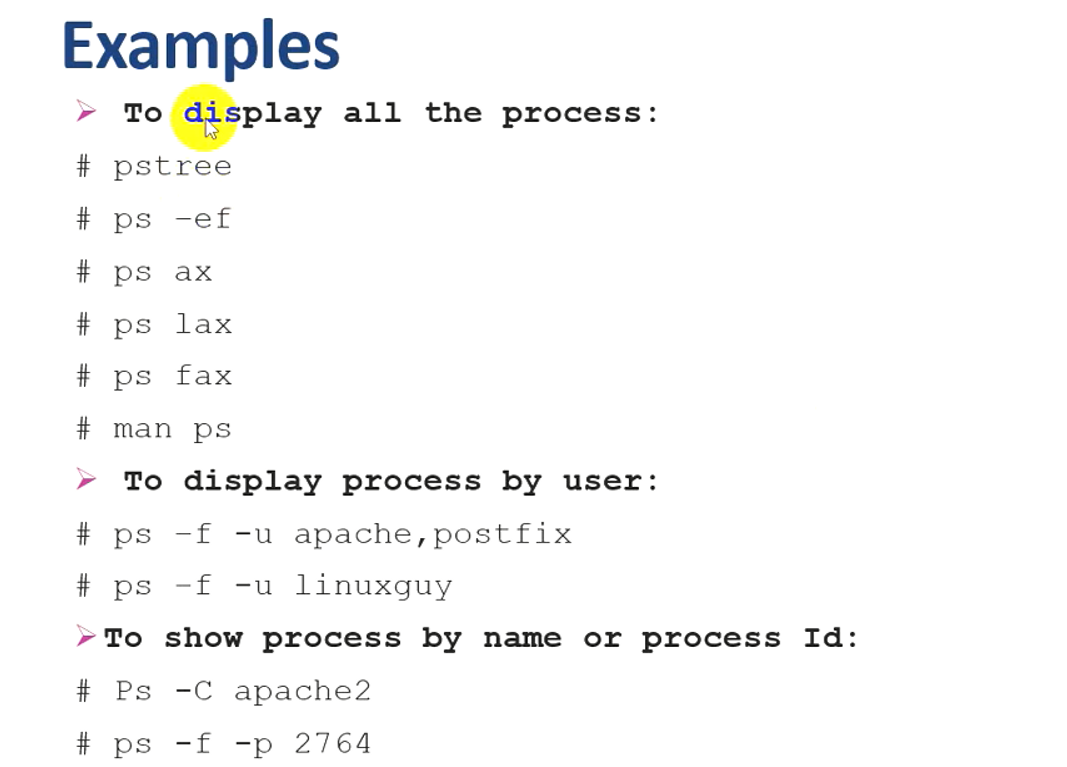 Examples
➢ To display all the process:
# pstree
# ps –ef
# ps ax
# ps lax
# ps fax
# man ps
➢ To display process by user:
# ps –f -u apache,postfix
# ps –f -u linuxguy
➢To show process by name or process Id:
# Ps -C apache2
# ps -f -p 2764